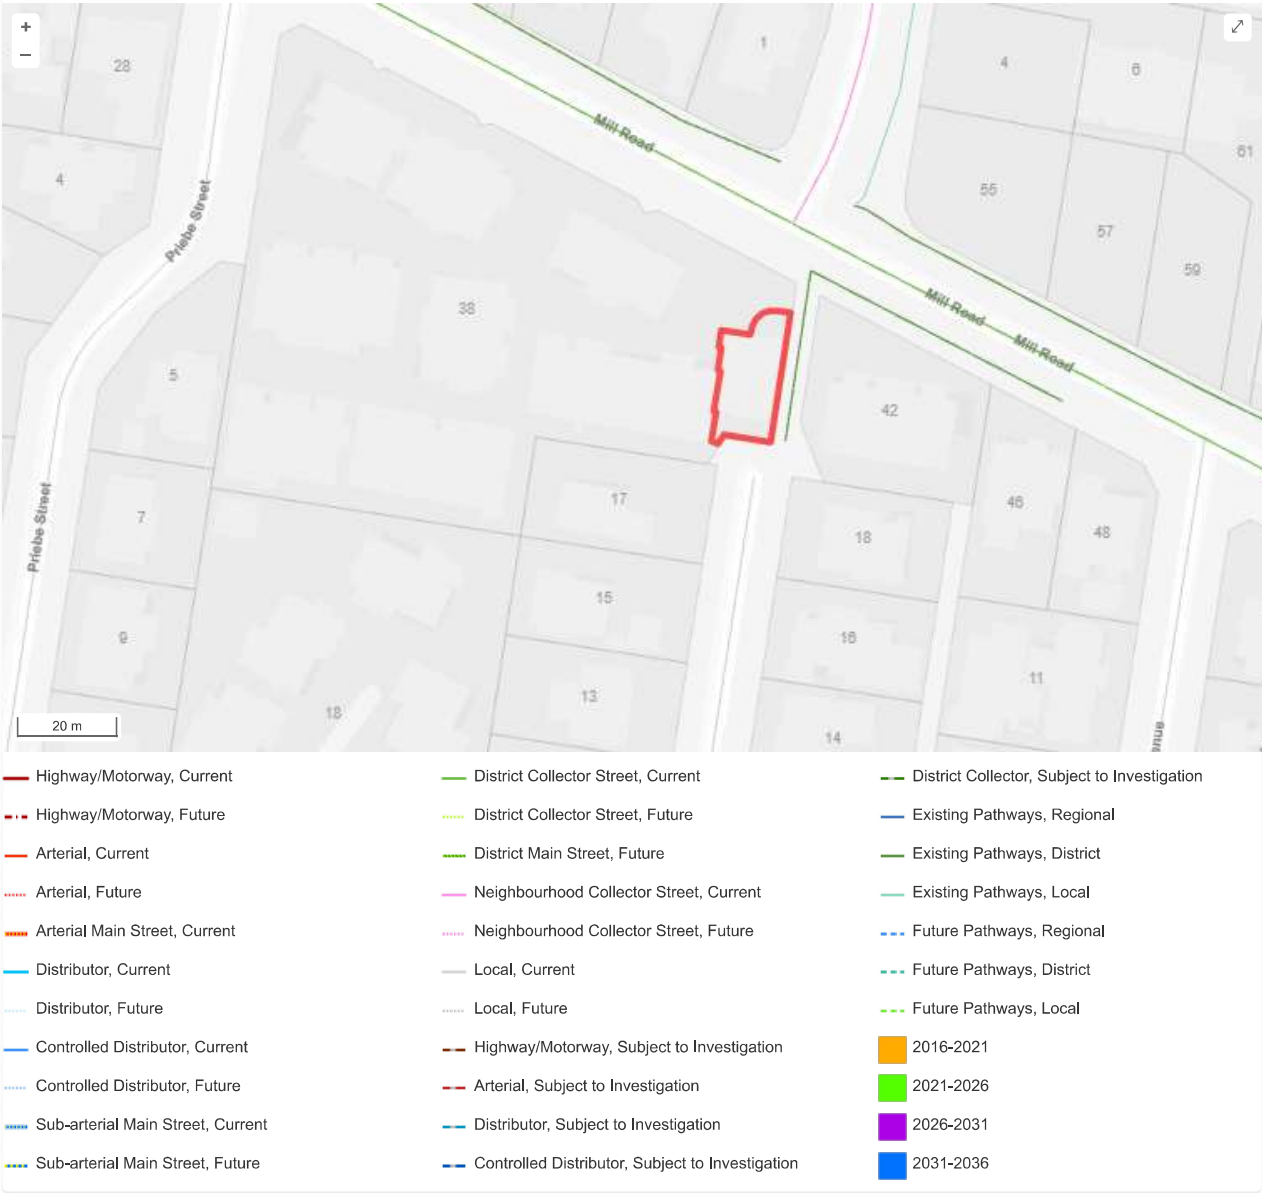 +
−
28
1
4
6
61
Mill Road
4
55
Priebe Street
57
59
38
Mill Road
Mill Road
5
42
17
46
7
18
48
Priebe Street
15
9
16
11
13
18
14
20 m
Highway/Motorway, Current
Highway/Motorway, Future
Arterial, Current
Arterial, Future
Arterial Main Street, Current
Distributor, Current
Distributor, Future
Controlled Distributor, Current
Controlled Distributor, Future
Sub-arterial Main Street, Current
Sub-arterial Main Street, Future
District Collector Street, Current
District Collector Street, Future
District Main Street, Future
Neighbourhood Collector Street, Current
Neighbourhood Collector Street, Future
Local, Current
Local, Future
Highway/Motorway, Subject to Investigation
Arterial, Subject to Investigation
Distributor, Subject to Investigation
Controlled Distributor, Subject to Investigation
District Collector, Subject to Investigation
Existing Pathways, Regional
Existing Pathways, District
Existing Pathways, Local
Future Pathways, Regional
Future Pathways, District
Future Pathways, Local
2016-2021
2021-2026
2026-2031
2031-2036